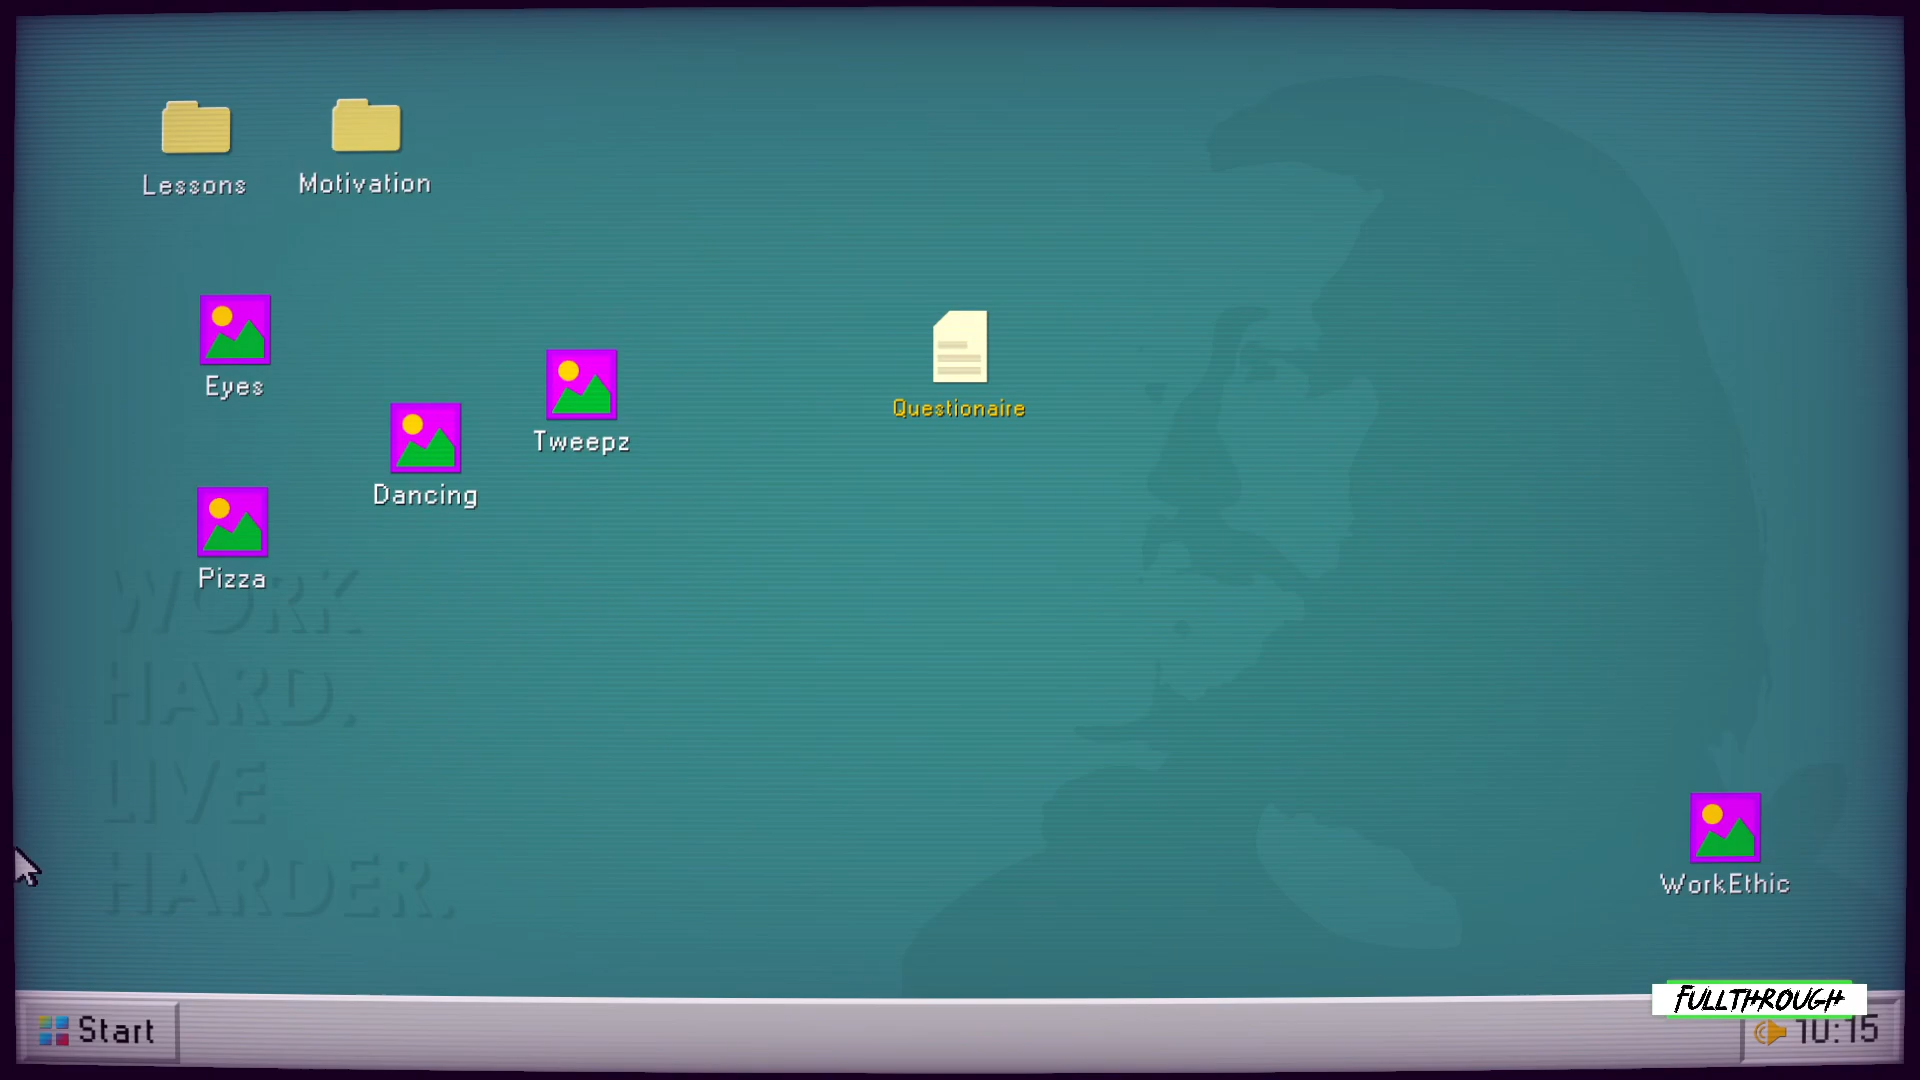 Lessons
Motivation
Eyes
Tweepz
Questionaire
Dancing
Pizza
WORK
HARD.
LIVE
HARDER.
WorkEthic
FULLTHROUGH
Start
10:15